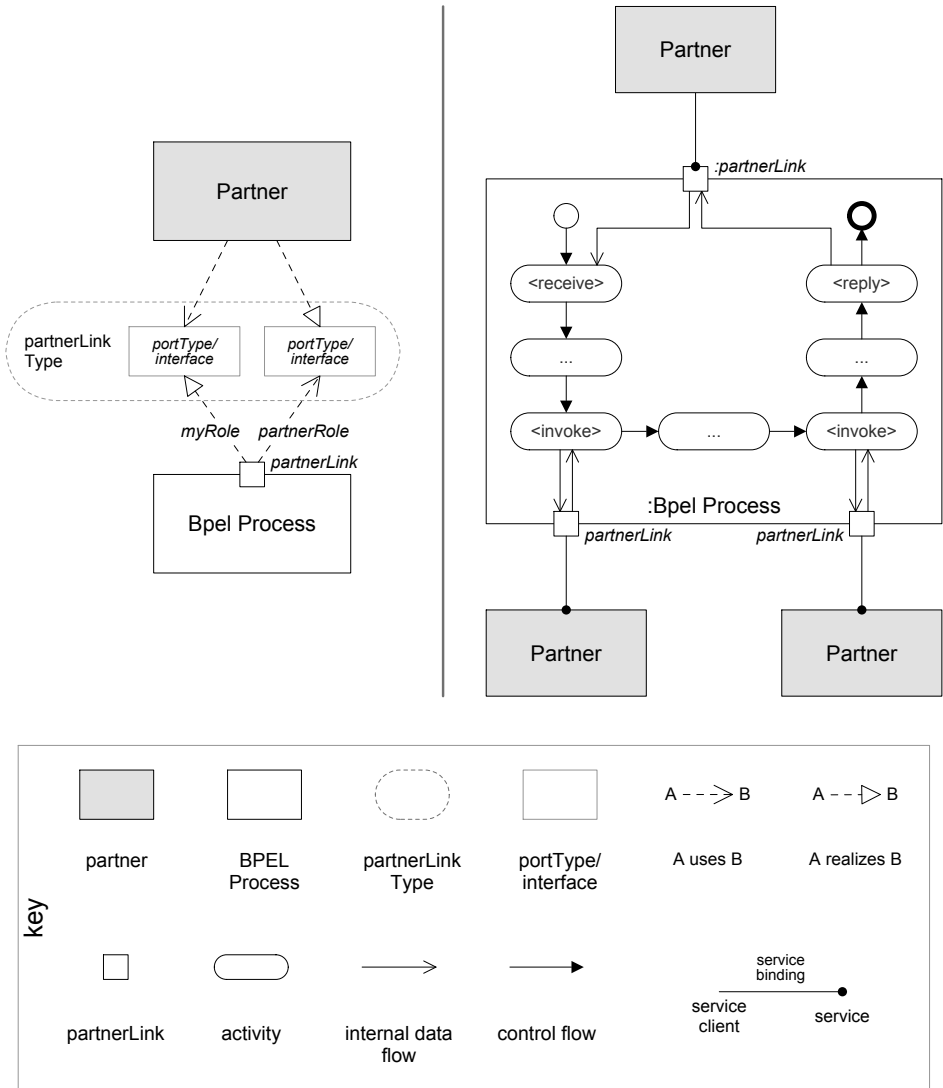 Partner
partnerLink
Type
portType/
interface
portType/
interface
myRole
partnerRole
partnerLink
Bpel Process
Partner
:partnerLink
<receive>
<reply>
...
...
<invoke>
...
<invoke>
:Bpel Process
partnerLink
partnerLink
Partner
Partner
key
partner
BPEL
Process
partnerLink
Type
portType/
interface
A
B
A uses B
A
B
A realizes B
partnerLink
activity
internal data
flow
control flow
service
binding
service
client
service